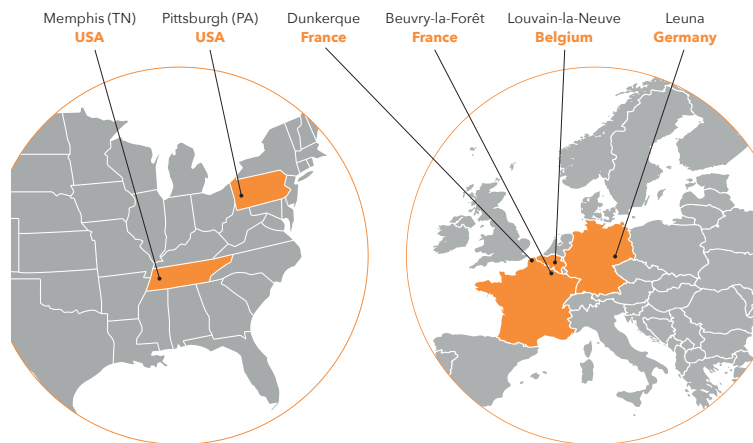 Memphis (TN)
USA
Pittsburgh (PA)
USA
Dunkerque
France
Beuvry-la-Forêt
France
Louvain-la-Neuve
Belgium
Leuna
Germany